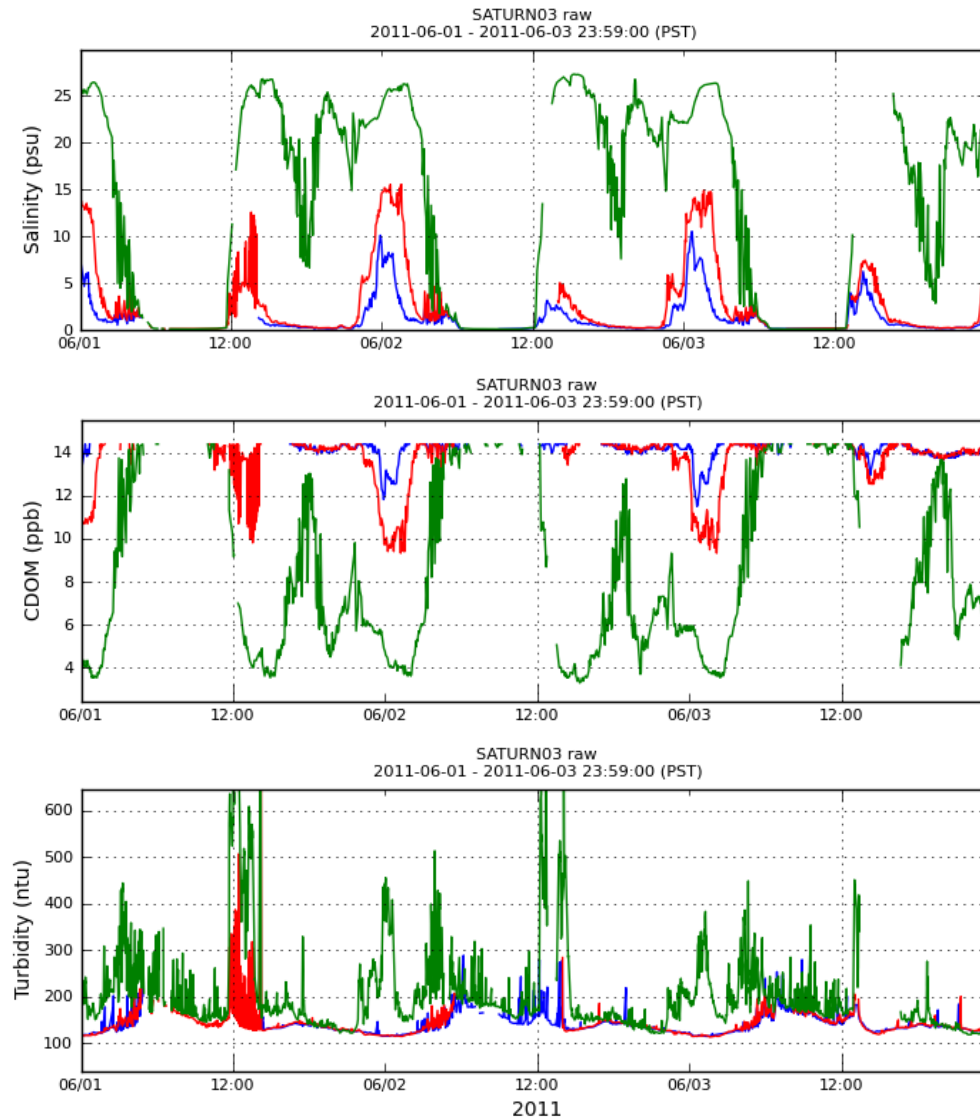 SATURN03 raw
2011-06-01 - 2011-06-03 23:59:00 (PST)
Salinity (psu)
25
20
15
10
5
0
06/01 12:00 06/02 12:00 06/03 12:00
SATURN03 raw
2011-06-01 - 2011-06-03 23:59:00 (PST)
CDOM (ppb)
14
12
10
8
6
4
06/01 12:00 06/02 12:00 06/03 12:00
SATURN03 raw
2011-06-01 - 2011-06-03 23:59:00 (PST)
Turbidity (ntu)
600
500
400
300
200
100
06/01 12:00 06/02 12:00 06/03 12:00
2011